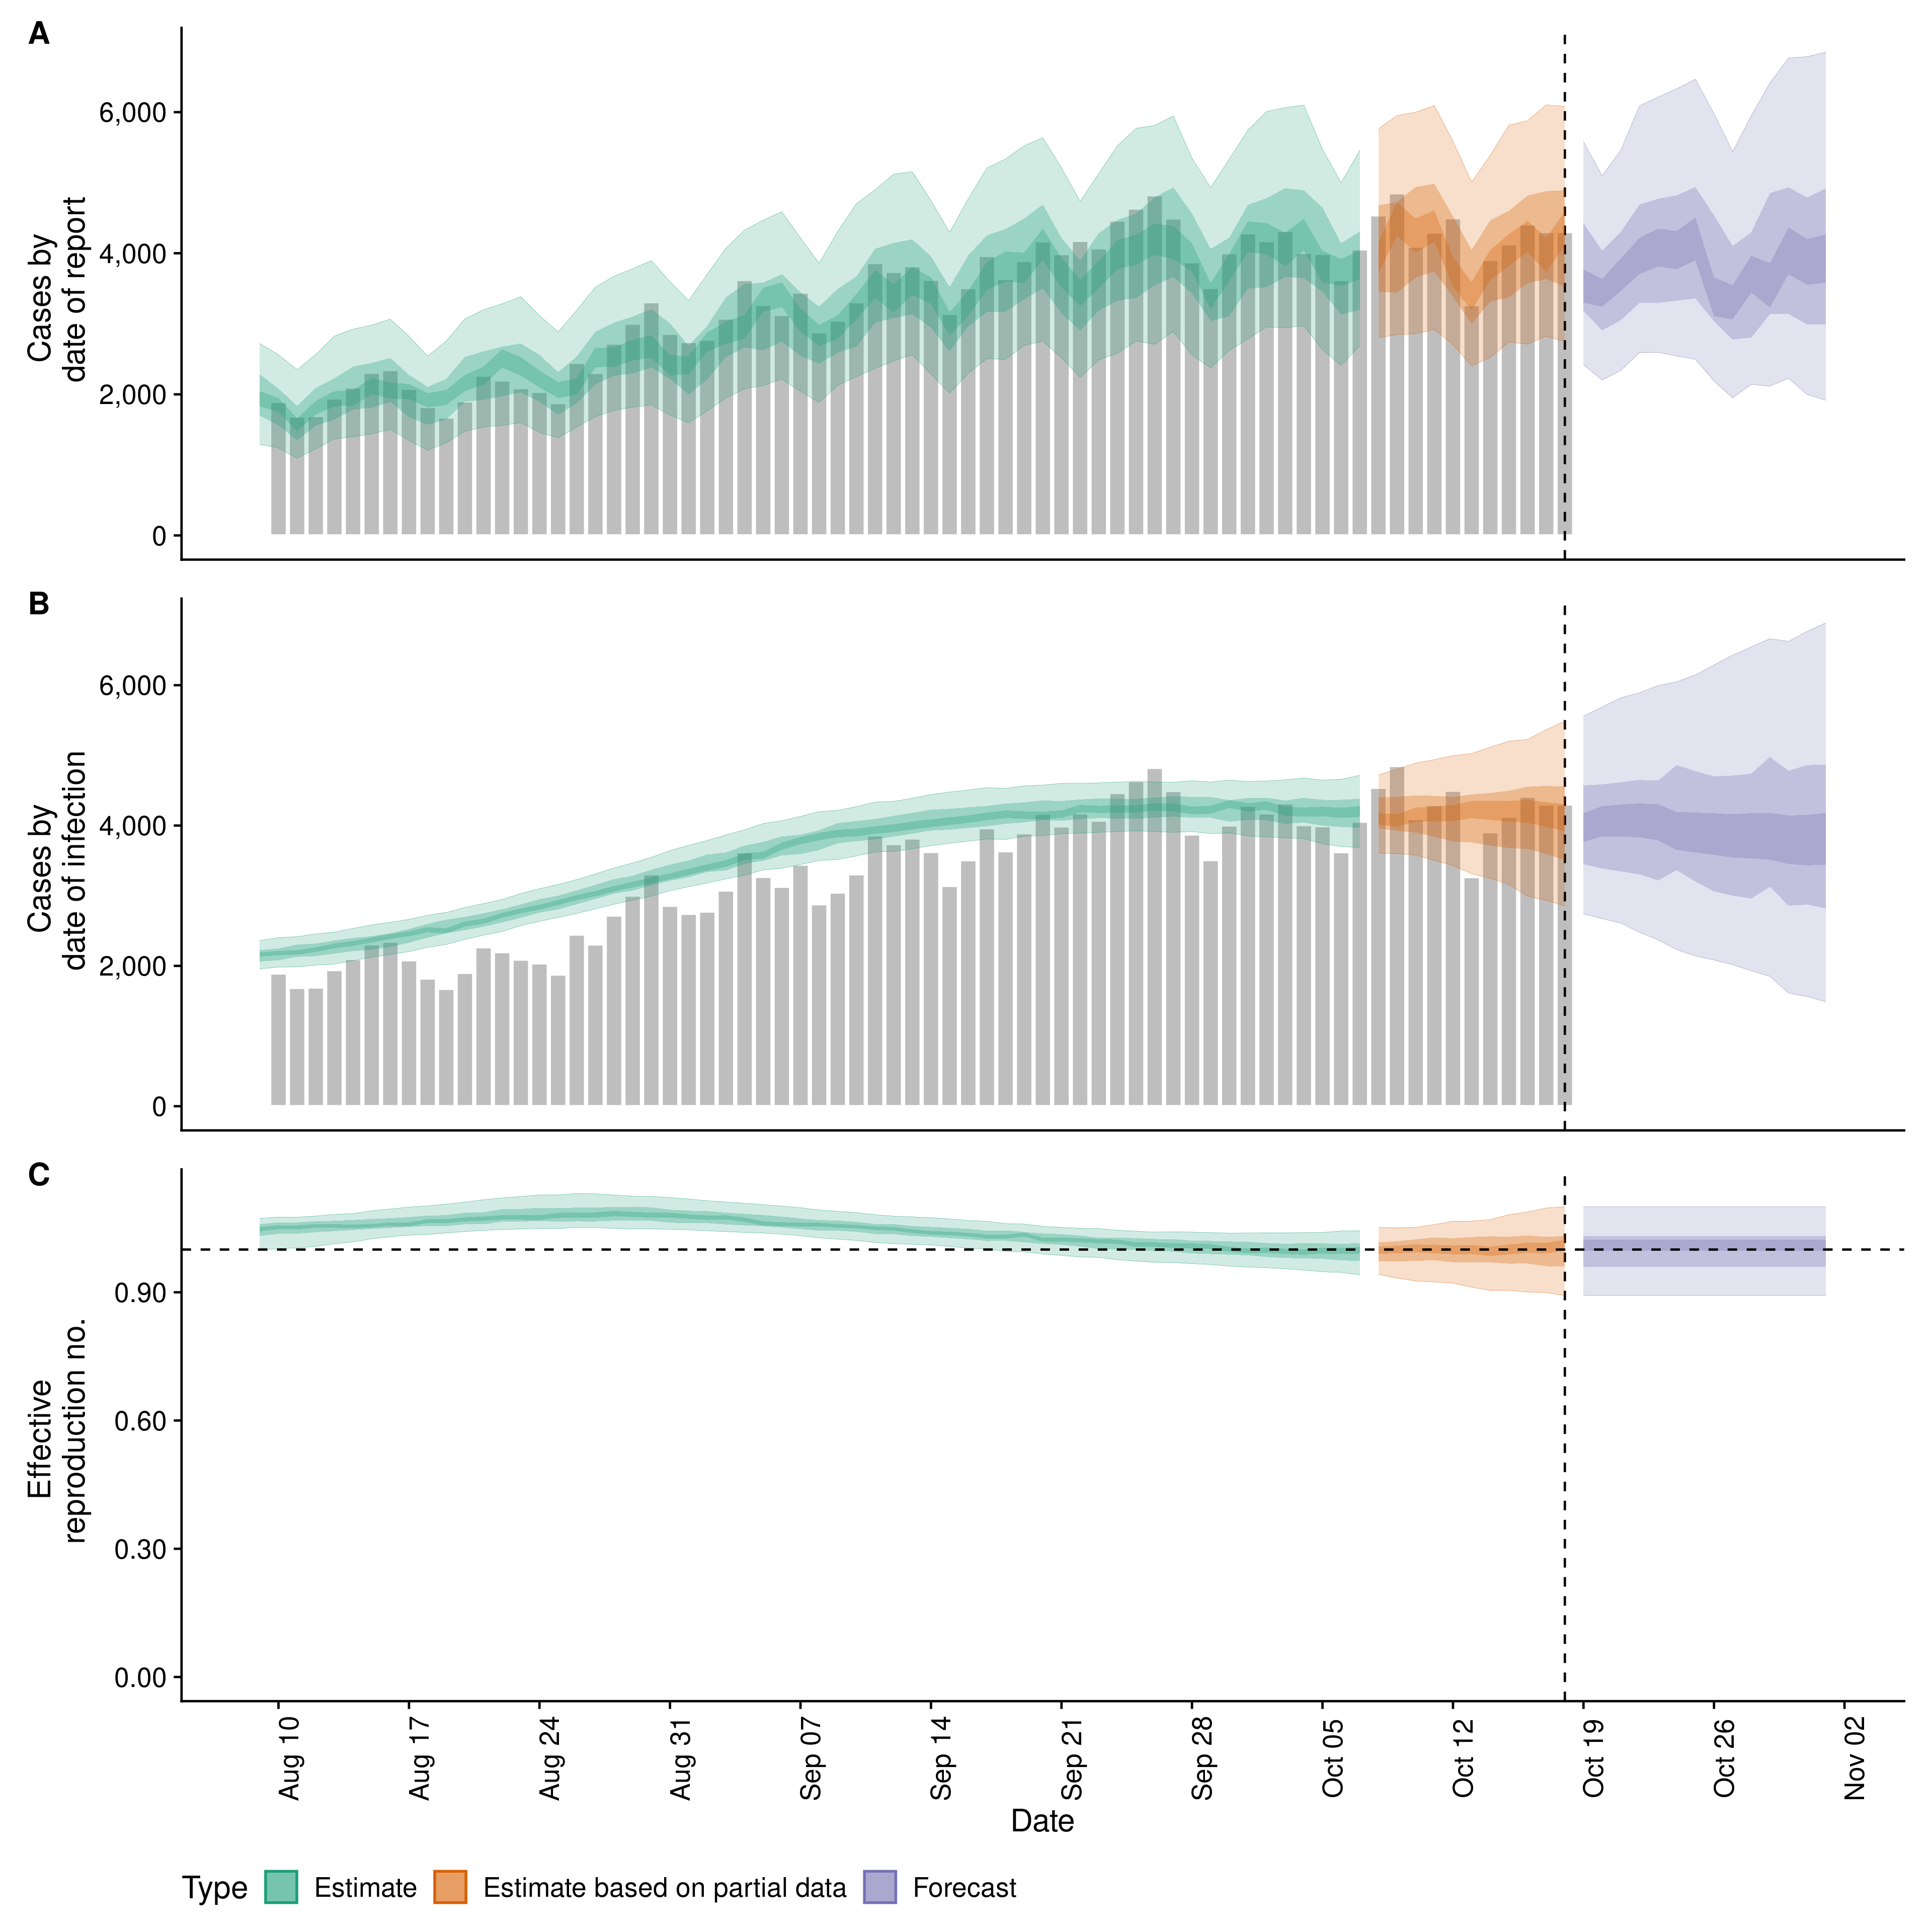 A
Cases by
date of report
6,000
4,000
2,000
0
B
Cases by
date of infection
6,000
4,000
2,000
0
C
Effective
reproduction no.
0.90
0.60
0.30
0.00
Aug 10
Aug 17
Aug 24
Aug 31
Sep 07
Sep 14
Sep 21
Sep 28
Oct 05
Oct 12
Oct 19
Oct 26
Nov 02
Date
Type Estimate Estimate based on partial data Forecast